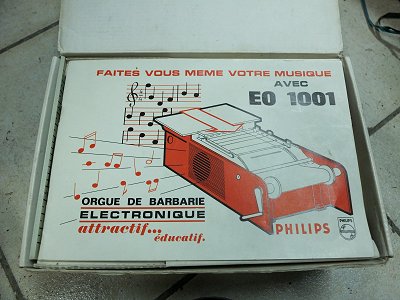 FAITES VOUS MEME VOTRE MUSIQUE
AVEC
EO 1001
ORGUE DE BARBARIE
ELECTRONIQUE
attractif...
éducatif.
PHILIPS
PHILIPS